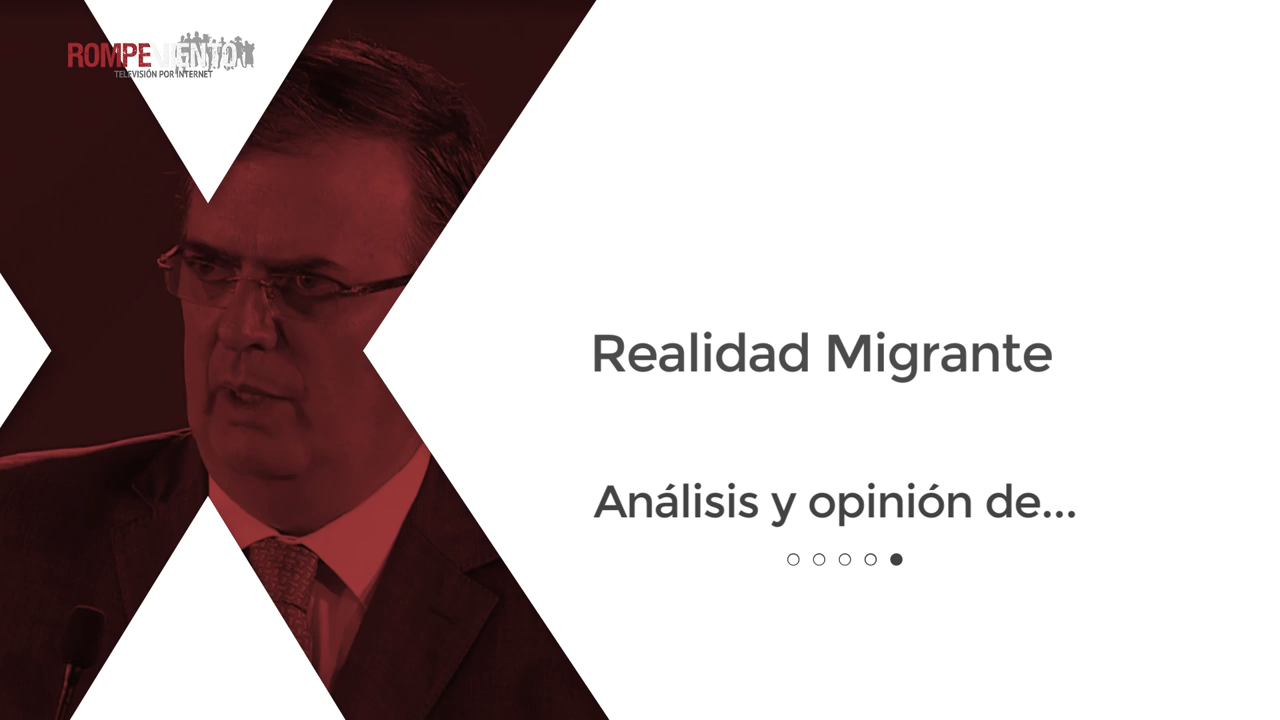 ROMPEVIENTO
TELEVISIÓN POR INTERNET
Realidad Migrante
Análisis y opinión de...